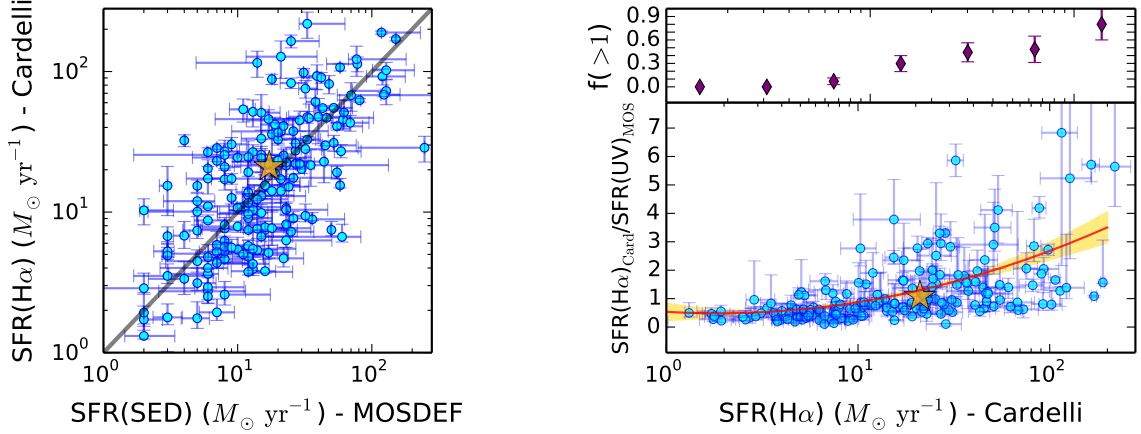 SFR(Hα) (M⊙ yr⁻¹) - Cardelli
10²
10¹
10⁰
10⁰ 10¹ 10²
SFR(SED) (M⊙ yr⁻¹) - MOSDEF
f( >1)
0.9
0.6
0.3
0.0
SFR(Hα)Card/SFR(UV)MOS
7
6
5
4
3
2
1
0
10⁰ 10¹ 10²
SFR(Hα) (M⊙ yr⁻¹) - Cardelli